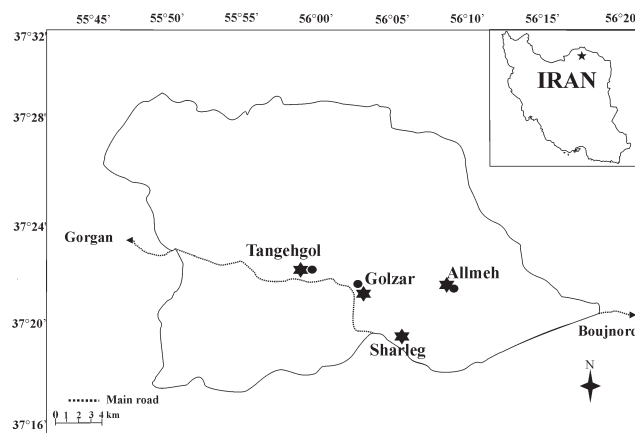 55°45' 55°50' 55°55' 56°00' 56°05' 56°10' 56°15' 56°20'
37°32'
IRAN
37°28'
37°24'
Gorgan
Tangehgol
Golzar
Allmeh
37°20'
Boujnord
Sharleg
N
Main road
0 1 2 3 4 km
37°16'